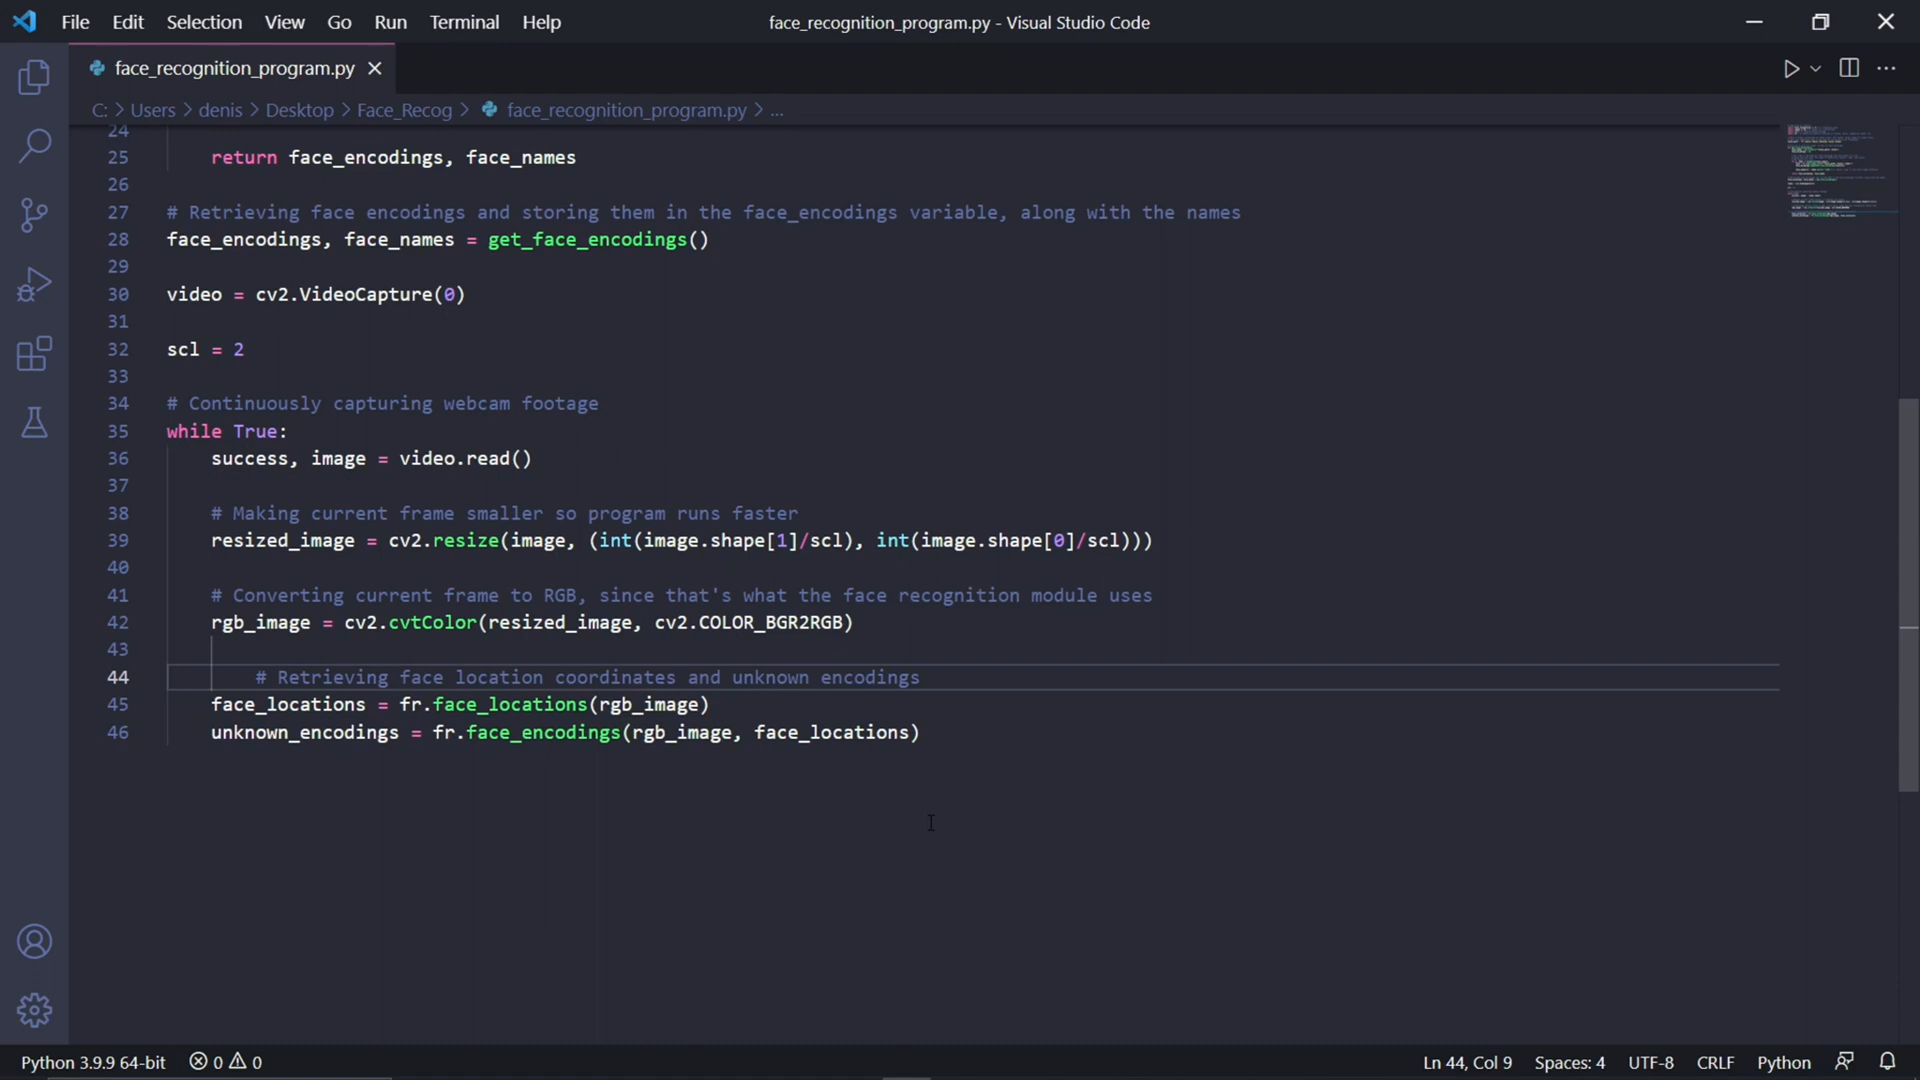 File Edit Selection View Go Run Terminal Help face_recognition_program.py - Visual Studio Code
face_recognition_program.py
C: > Users > denis > Desktop > Face_Recog > face_recognition_program.py > ...
24
25 return face_encodings, face_names
26
27 # Retrieving face encodings and storing them in the face_encodings variable, along with the names
28 face_encodings, face_names = get_face_encodings()
29
30 video = cv2.VideoCapture(0)
31
32 scl = 2
33
34 # Continuously capturing webcam footage
35 while True:
36 success, image = video.read()
37
38 # Making current frame smaller so program runs faster
39 resized_image = cv2.resize(image, (int(image.shape[1]/scl), int(image.shape[0]/scl)))
40
41 # Converting current frame to RGB, since that's what the face recognition module uses
42 rgb_image = cv2.cvtColor(resized_image, cv2.COLOR_BGR2RGB)
43
44 # Retrieving face location coordinates and unknown encodings
45 face_locations = fr.face_locations(rgb_image)
46 unknown_encodings = fr.face_encodings(rgb_image, face_locations)
Python 3.9.9 64-bit 0 0 Ln 44, Col 9 Spaces: 4 UTF-8 CRLF Python